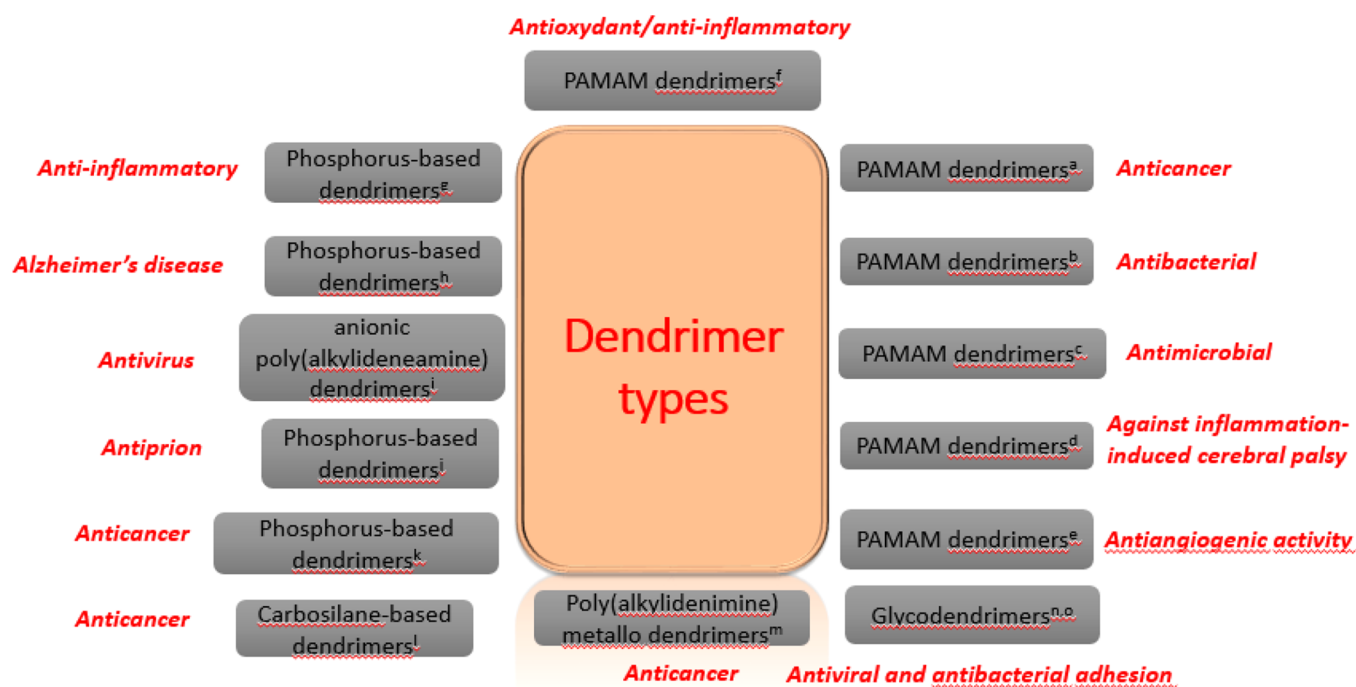 Antioxydant/anti-inflammatory
PAMAM dendrimersᶠ
Anti-inflammatory
Phosphorus-based
dendrimersᵍ
Alzheimer’s disease
Phosphorus-based
dendrimersʰ
Antivirus
anionic
poly(alkylideneamine)
dendrimersⁱ
Antiprion
Phosphorus-based
dendrimersʲ
Anticancer
Phosphorus-based
dendrimersᵏ
Anticancer
Carbosilane-based
dendrimersˡ
Dendrimer
types
Poly(alkylidenimine)
metallo dendrimersᵐ
Anticancer
PAMAM dendrimersᵃ
Anticancer
PAMAM dendrimersᵇ
Antibacterial
PAMAM dendrimersᶜ
Antimicrobial
PAMAM dendrimersᵈ
Against inflammation-
induced cerebral palsy
PAMAM dendrimersᵉ
Antiangiogenic activity
Glycodendrimersⁿ,ᵒ
Antiviral and antibacterial adhesion